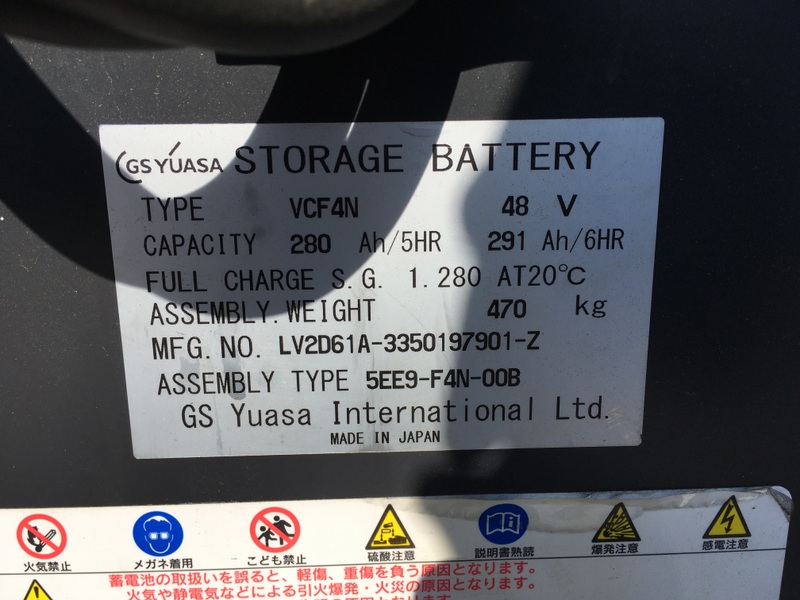 GS YUASA STORAGE BATTERY
TYPE VCF4N 48 V
CAPACITY 280 Ah/5HR 291 Ah/6HR
FULL CHARGE S.G. 1.280 AT20℃
ASSEMBLY.WEIGHT 470 kg
MFG.NO. LV2D61A-3350197901-Z
ASSEMBLY TYPE 5EE9-F4N-00B
GS Yuasa International Ltd.
MADE IN JAPAN
火気禁止 メガネ着用 こども禁止 硫酸注意 説明書熟読 爆発注意 感電注意
蓄電池の取扱いを誤ると、軽傷、重傷を負う原因となります。
火気や静電気などによる引火爆発・火災の原因となります。